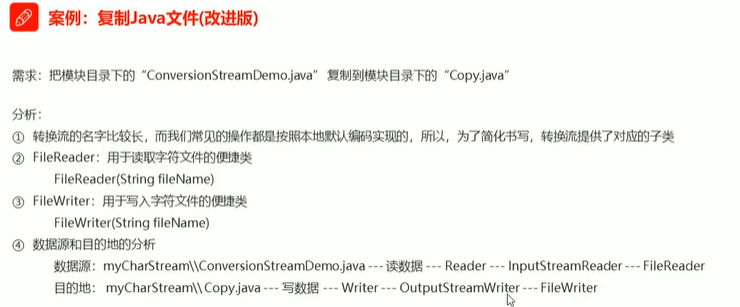 案例：复制Java文件(改进版)
需求：把模块目录下的“ConversionStreamDemo.java” 复制到模块目录下的“Copy.java”
分析：
① 转换流的名字比较长，而我们常见的操作都是按照本地默认编码实现的，所以，为了简化书写，转换流提供了对应的子类
② FileReader：用于读取字符文件的便捷类
FileReader(String fileName)
③ FileWriter：用于写入字符文件的便捷类
FileWriter(String fileName)
④ 数据源和目的地的分析
数据源：myCharStream\\ConversionStreamDemo.java --- 读数据 --- Reader --- InputStreamReader --- FileReader
目的地：myCharStream\\Copy.java --- 写数据 --- Writer --- OutputStreamWriter --- FileWriter